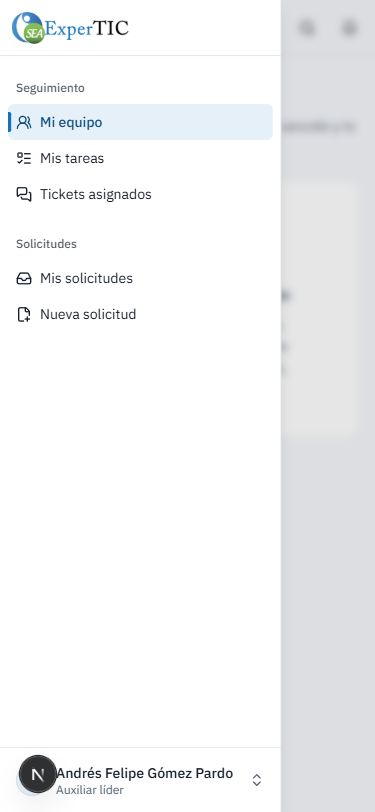 SEA ExperTIC
Seguimiento
Mi equipo
Mis tareas
Tickets asignados
Solicitudes
Mis solicitudes
Nueva solicitud
N
Andrés Felipe Gómez Pardo
Auxiliar líder